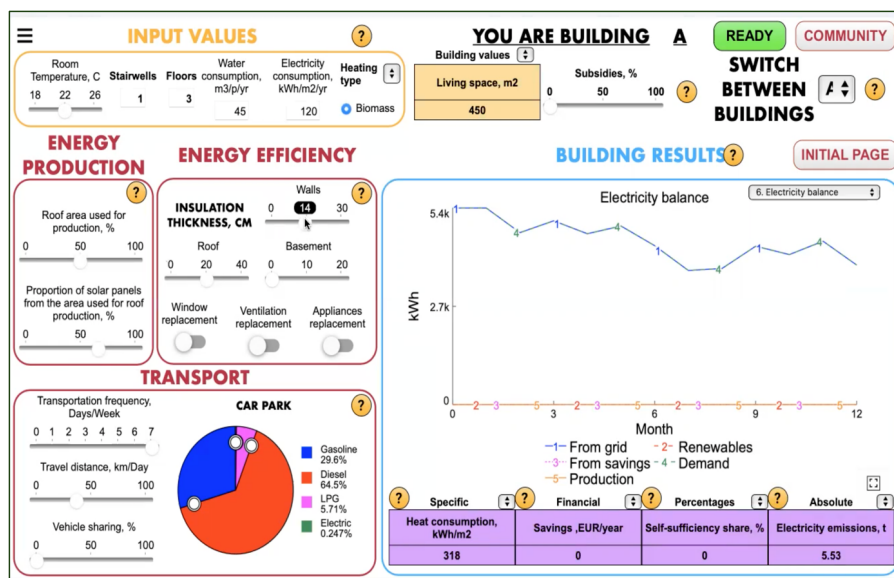 INPUT VALUES
?
YOU ARE BUILDING A
READY
COMMUNITY
Room Temperature, C
18 22 26
Stairwells
1
Floors
3
Water consumption, m3/p/yr
45
Electricity consumption, kWh/m2/yr
120
Heating type
Biomass
Building values
Living space, m2
450
Subsidies, %
0 50 100
?
SWITCH BETWEEN BUILDINGS
?
ENERGY PRODUCTION
?
Roof area used for production, %
0 50 100
Proportion of solar panels from the area used for roof production, %
0 50 100
ENERGY EFFICIENCY
?
INSULATION THICKNESS, CM
Walls
0 14 30
Roof
0 20 40
Basement
0 10 20
Window replacement
Ventilation replacement
Appliances replacement
TRANSPORT
?
Transportation frequency, Days/Week
0 1 2 3 4 5 6 7
Travel distance, km/Day
0 50 100
Vehicle sharing, %
0 50 100
CAR PARK
Gasoline
29.6%
Diesel
64.5%
LPG
5.71%
Electric
0.247%
BUILDING RESULTS
?
INITIAL PAGE
Electricity balance
6. Electricity balance
kWh
5.4k
2.7k
0
0 3 6 9 12
Month
1 From grid
2 Renewables
3 From savings
4 Demand
5 Production
? Specific
? Financial
? Percentages
? Absolute
Heat consumption, kWh/m2
318
Savings ,EUR/year
0
Self-sufficiency share, %
0
Electricity emissions, t
5.53